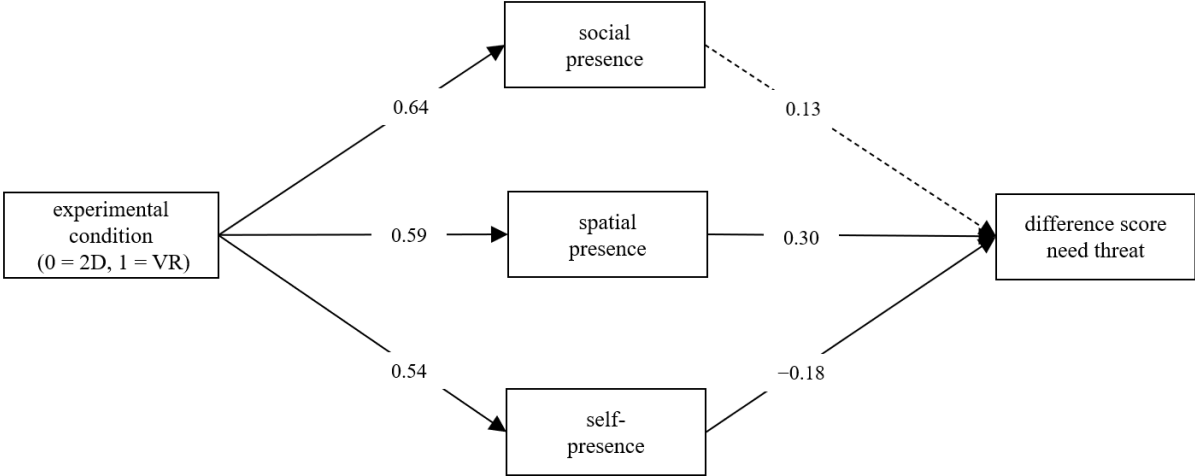 social
presence
0.64
0.13
experimental
condition
(0 = 2D, 1 = VR)
0.59
spatial
presence
0.30
difference score
need threat
0.54
−0.18
self-
presence